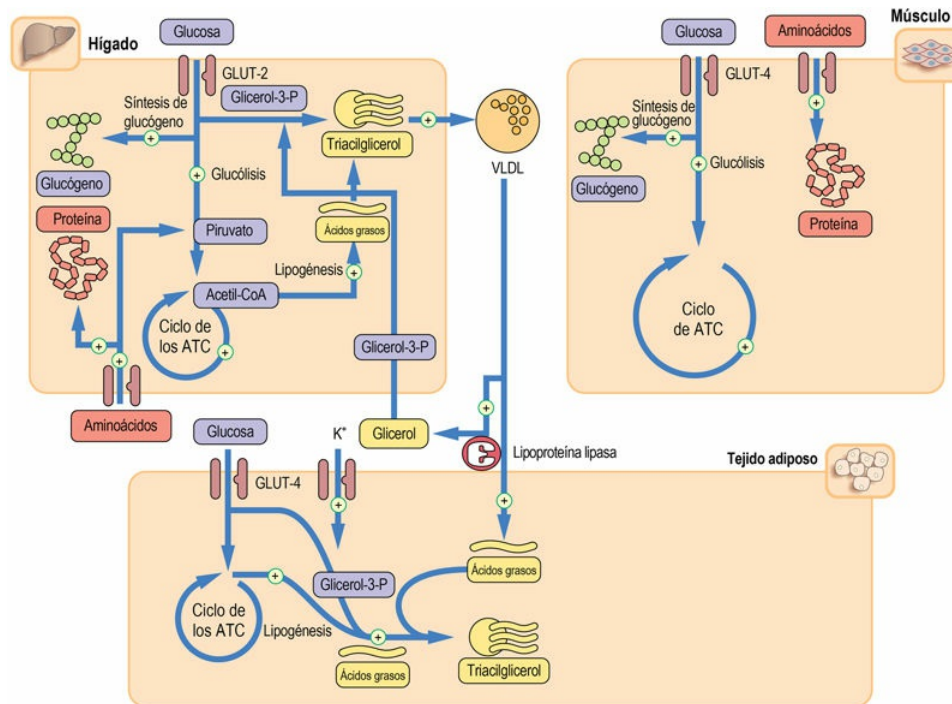 Hígado
Glucosa
GLUT-2
Glicerol-3-P
Síntesis de
glucógeno
Triacilglicerol
VLDL
Glucógeno
Glucólisis
Proteína
Piruvato
Ácidos grasos
Lipogénesis
Acetil-CoA
Ciclo de
los ATC
Glicerol-3-P
Aminoácidos
Glicerol
Músculo
Glucosa
Aminoácidos
GLUT-4
Síntesis de
glucógeno
Glucógeno
Glucólisis
Proteína
Ciclo
de ATC
Glucosa
K+
Lipoproteína lipasa
Tejido adiposo
GLUT-4
Ácidos grasos
Glicerol-3-P
Ciclo de
los ATC
Lipogénesis
Ácidos grasos
Triacilglicerol